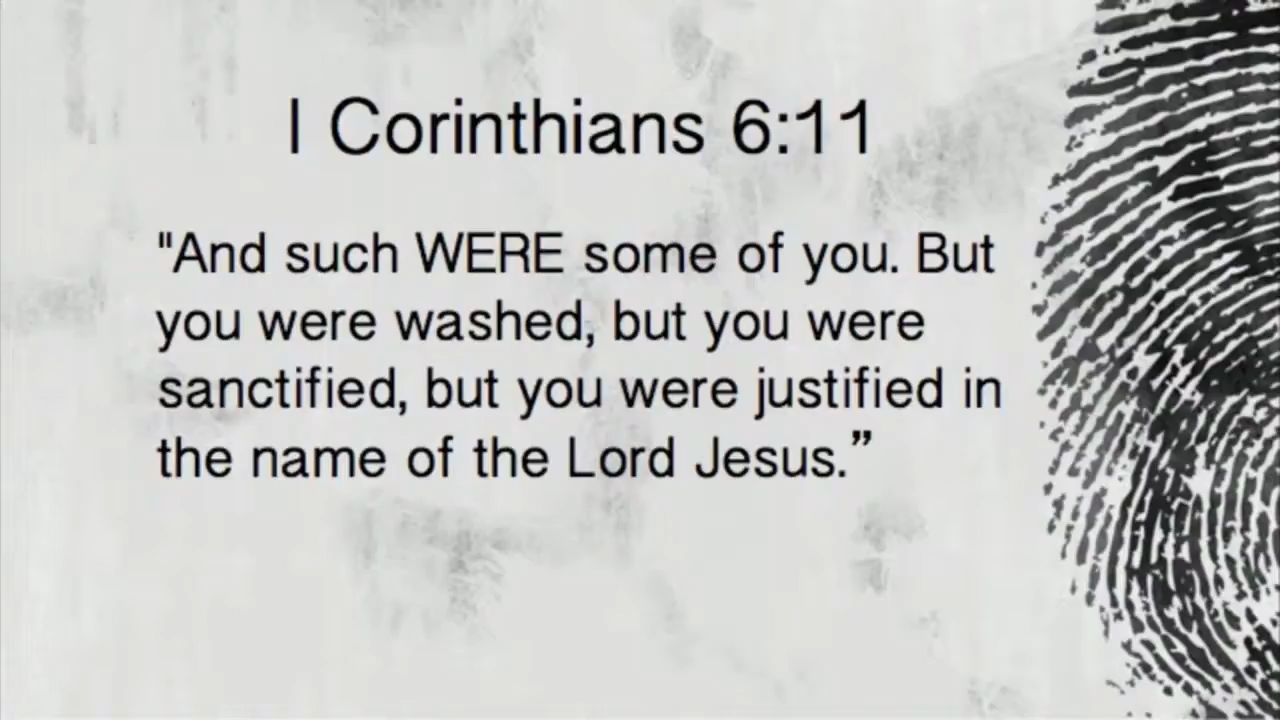 I Corinthians 6:11
"And such WERE some of you. But
you were washed, but you were
sanctified, but you were justified in
the name of the Lord Jesus.”